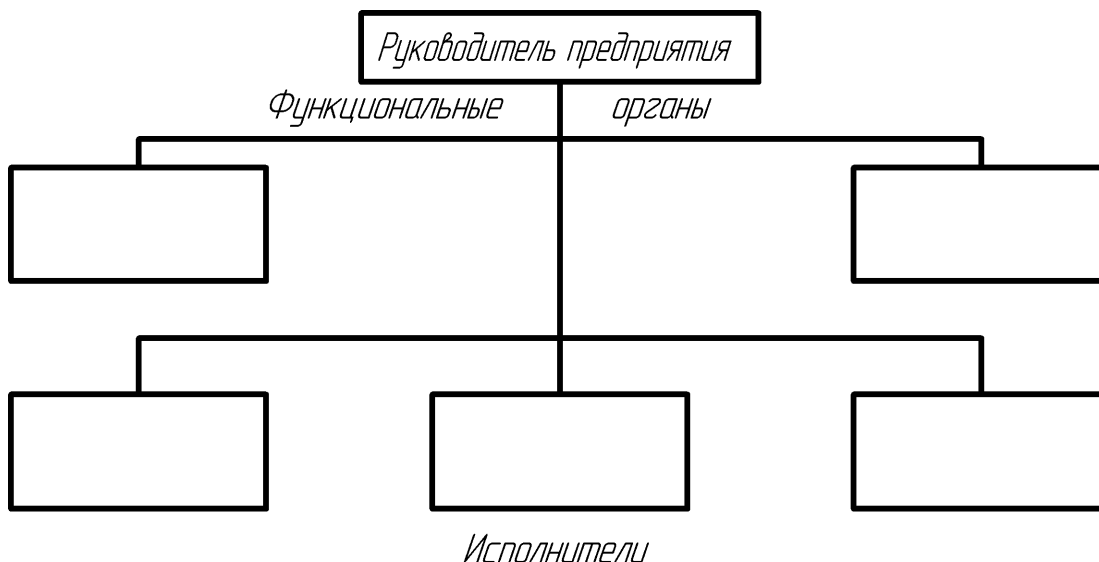 Руководитель предприятия
Функциональные органы
Исполнители